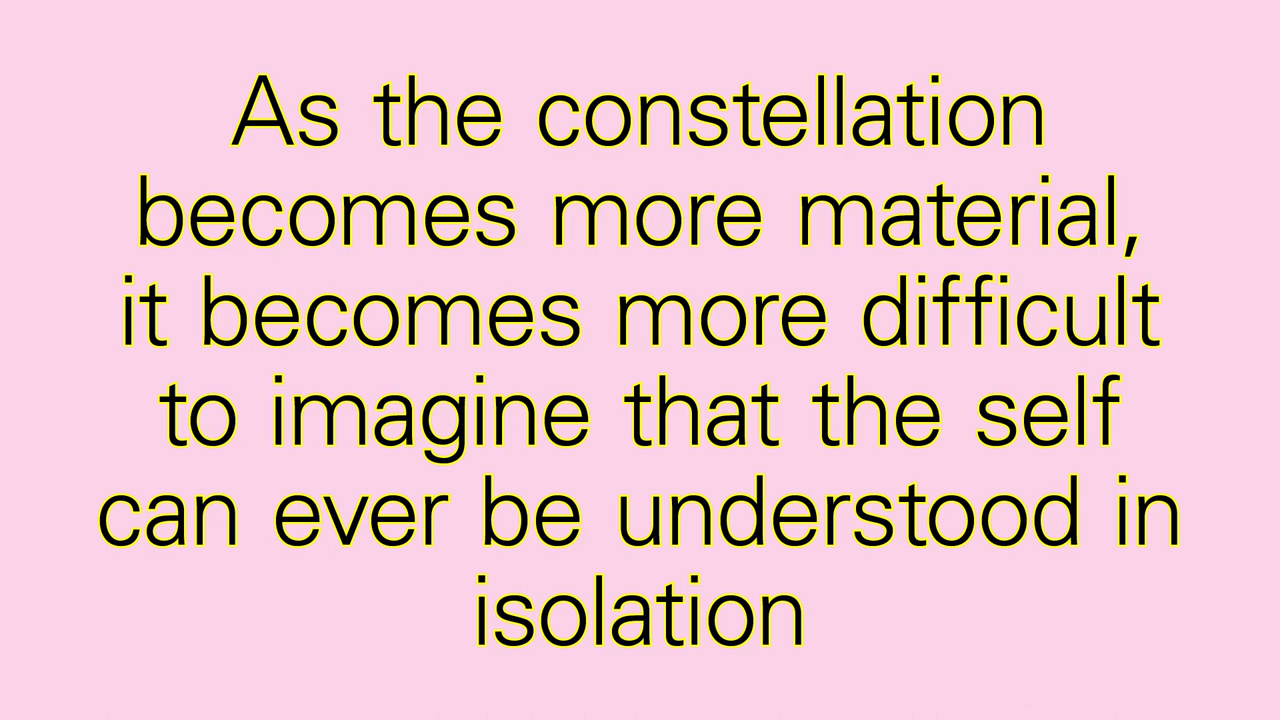 As the constellation
becomes more material,
it becomes more difficult
to imagine that the self
can ever be understood in
isolation